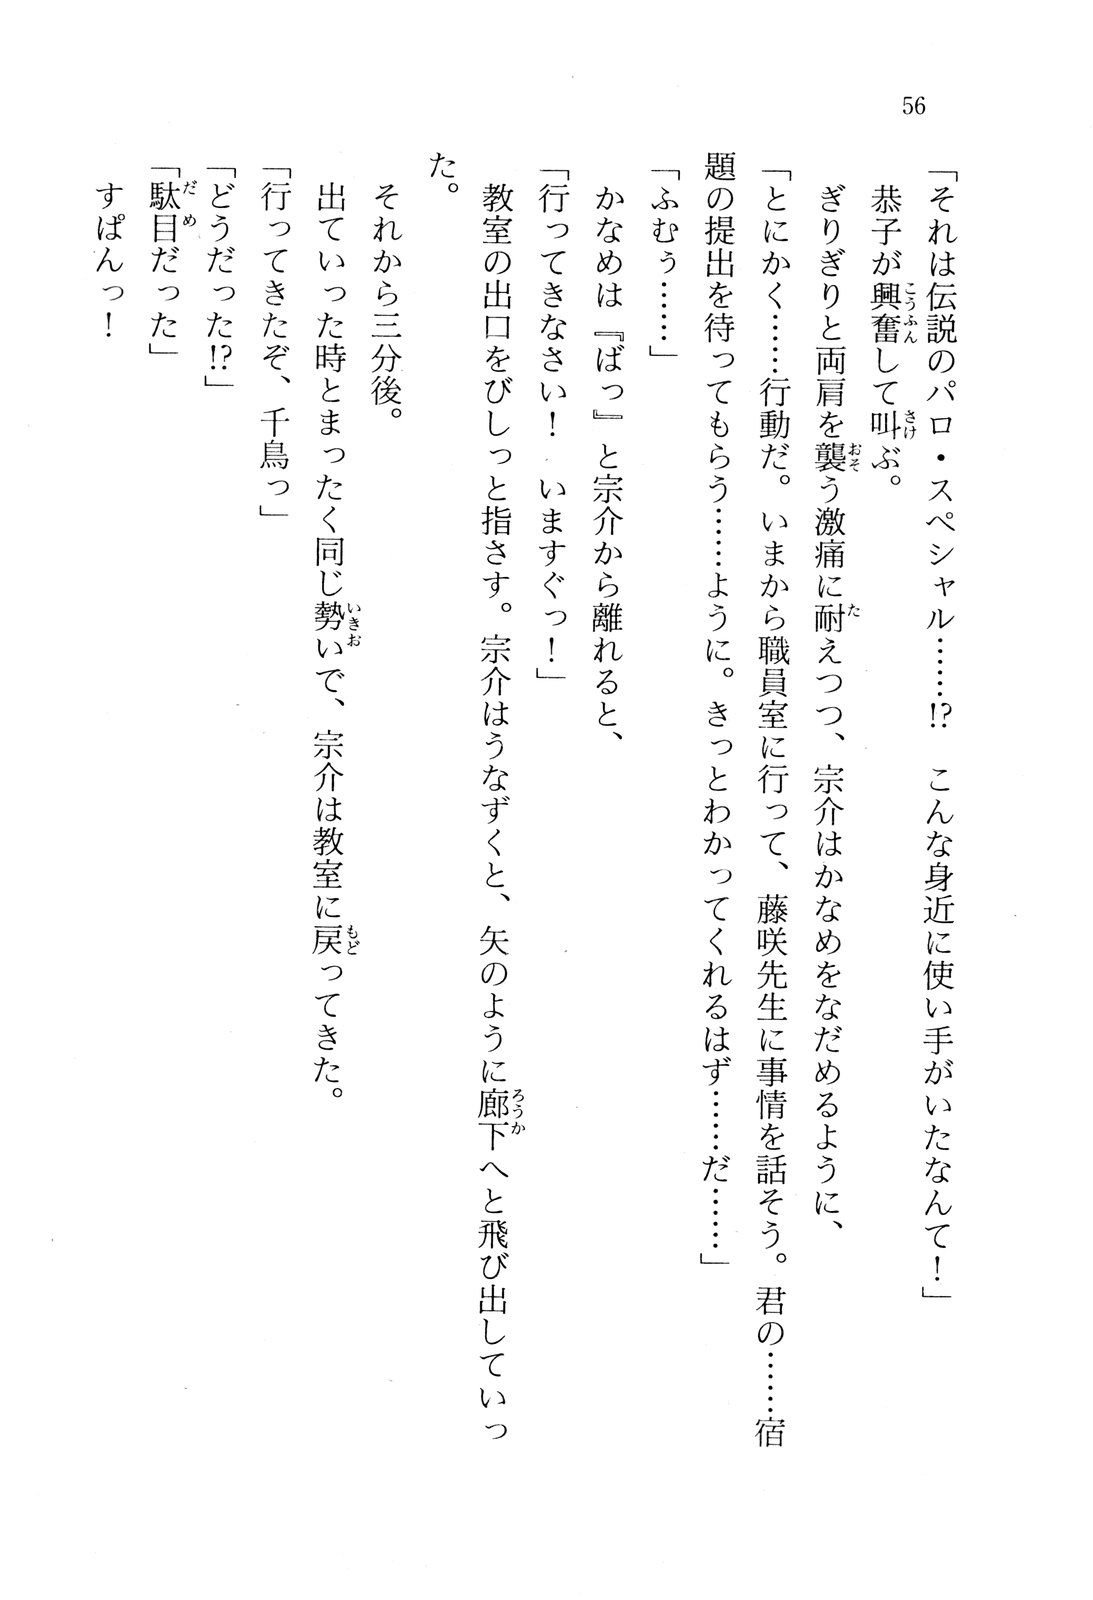 56
「それは伝説のパロ・スペシャル……!?　こんな身近に使い手がいたなんて！」
　恭子が興奮して叫ぶ。
　ぎりぎりと両肩を襲う激痛に耐えつつ、宗介はかなめをなだめるように、
「とにかく……行動だ。いまから職員室に行って、藤咲先生に事情を話そう。君の……宿
題の提出を待ってもらう……ように。きっとわかってくれるはず……だ……」
「ふむぅ……」
　かなめは『ばっ』と宗介から離れると、
「行ってきなさい！　いますぐっ！」
　教室の出口をびしっと指さす。宗介はうなずくと、矢のように廊下へと飛び出していっ
た。
　それから三分後。
　出ていった時とまったく同じ勢いで、宗介は教室に戻ってきた。
「行ってきたぞ、千鳥っ」
「どうだった!?」
「駄目だった」
　すぱんっ！